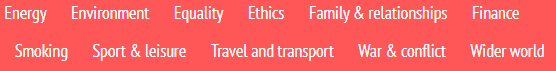 Energy Environment Equality Ethics Family & relationships Finance
Smoking Sport & leisure Travel and transport War & conflict Wider world